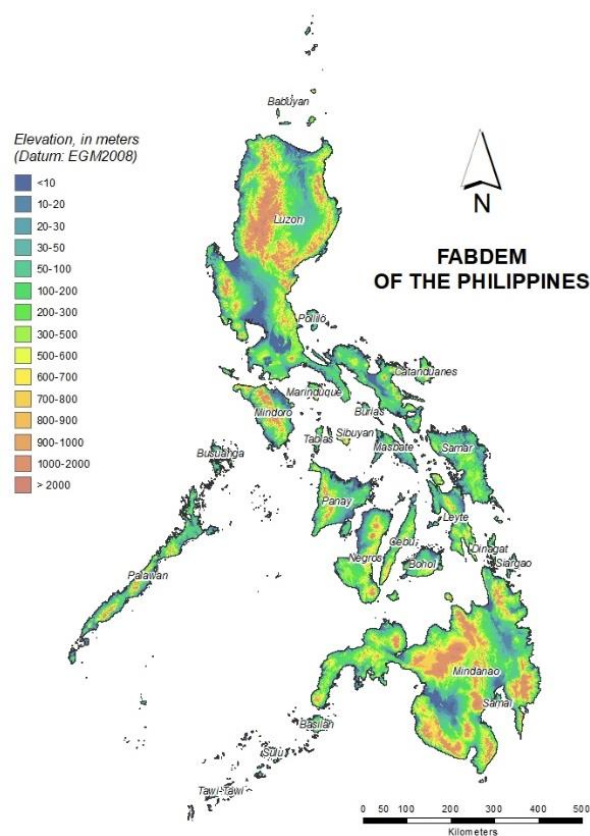 Babuyan
Elevation, in meters
(Datum: EGM2008)
<10
10-20
20-30
30-50
50-100
100-200
200-300
300-500
500-600
600-700
700-800
800-900
900-1000
1000-2000
> 2000
N
FABDEM
OF THE PHILIPPINES
Luzon
Polillo
Catanduanes
Marinduque
Mindoro
Burias
Sibuyan
Tablas
Masbate
Samar
Busuanga
Panay
Leyte
Cebu
Dinagat
Negros
Bohol
Siargao
Palawan
Mindanao
Samal
Basilan
Sulu
Tawi-Tawi
0 50 100 200 300 400 500
Kilometers